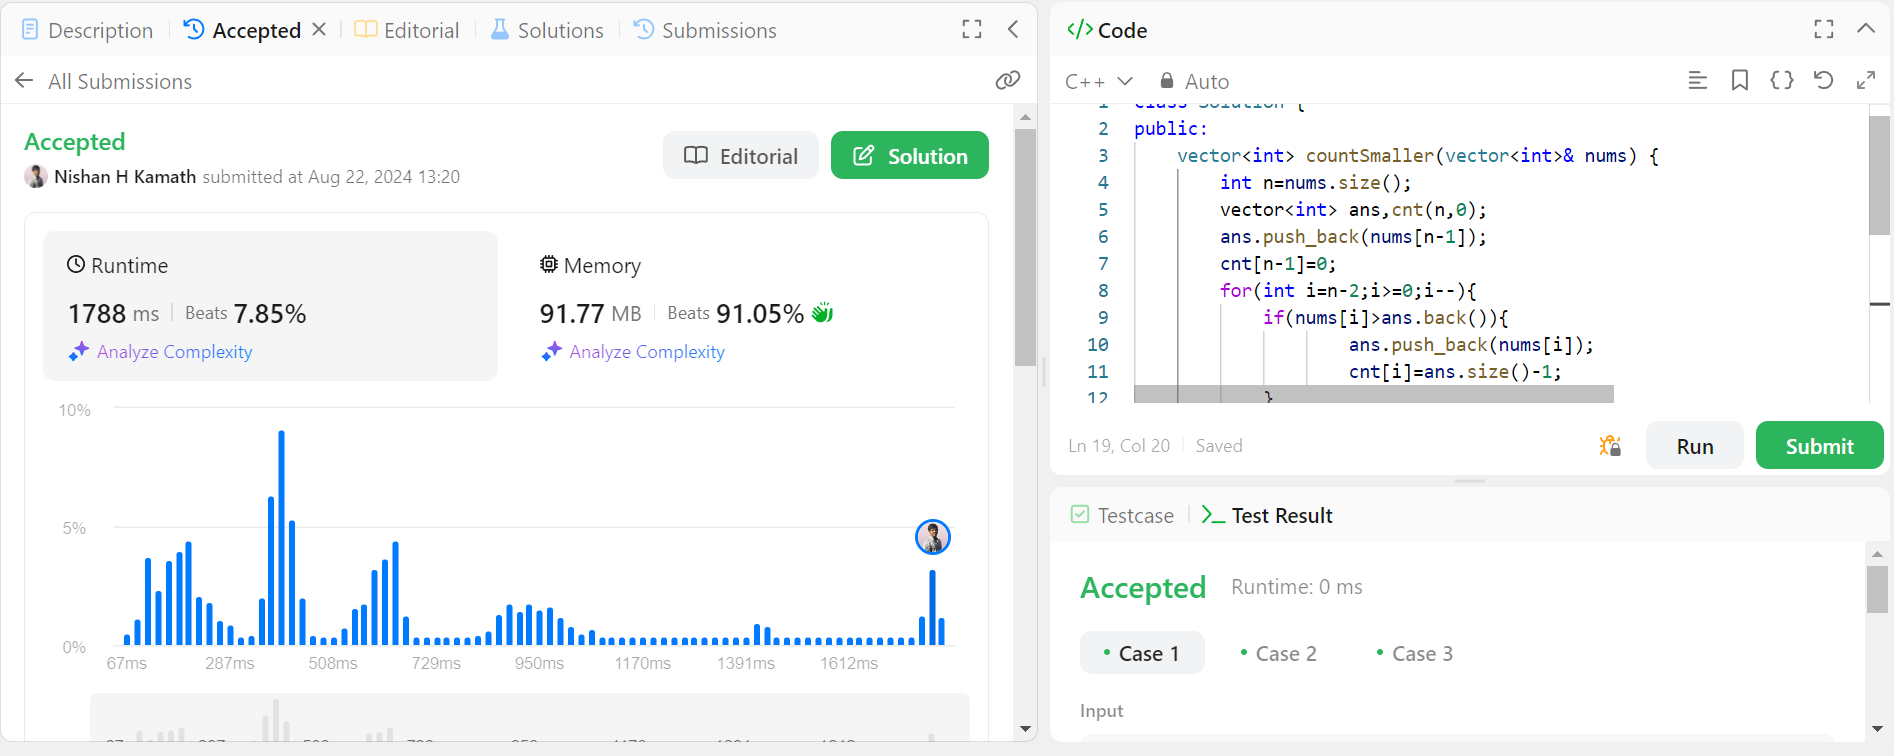 Description
Accepted
Editorial
Solutions
Submissions
All Submissions
Accepted
Nishan H Kamath submitted at Aug 22, 2024 13:20
Editorial
Solution
Runtime
1788 ms
Beats 7.85%
Analyze Complexity
Memory
91.77 MB
Beats 91.05%
Analyze Complexity
10%
5%
0%
67ms 287ms 508ms 729ms 950ms 1170ms 1391ms 1612ms
</> Code
C++
Auto
1 class Solution {
2 public:
3 vector<int> countSmaller(vector<int>& nums) {
4 int n=nums.size();
5 vector<int> ans,cnt(n,0);
6 ans.push_back(nums[n-1]);
7 cnt[n-1]=0;
8 for(int i=n-2;i>=0;i--){
9 if(nums[i]>ans.back()){
10 ans.push_back(nums[i]);
11 cnt[i]=ans.size()-1;
12 }
Ln 19, Col 20
Saved
Run
Submit
Testcase
Test Result
Accepted
Runtime: 0 ms
Case 1
Case 2
Case 3
Input